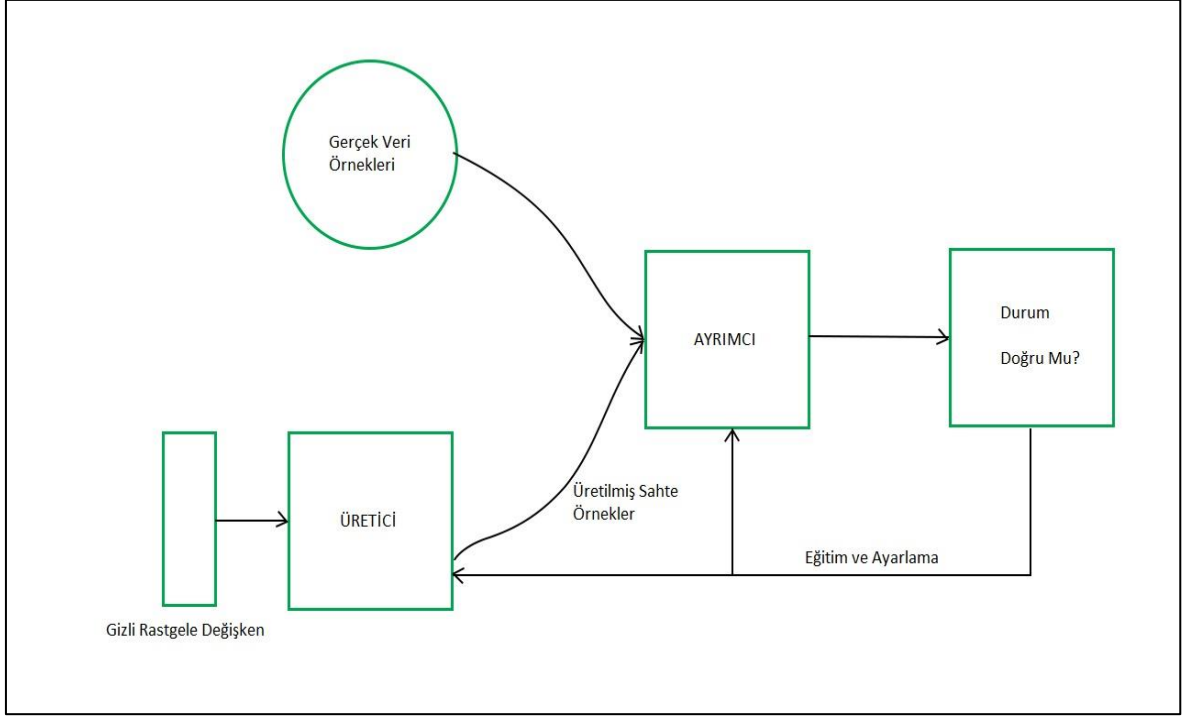 Gerçek Veri
Örnekleri
AYRIMCI
Durum
Doğru Mu?
Üretilmiş Sahte
Örnekler
ÜRETİCİ
Eğitim ve Ayarlama
Gizli Rastgele Değişken